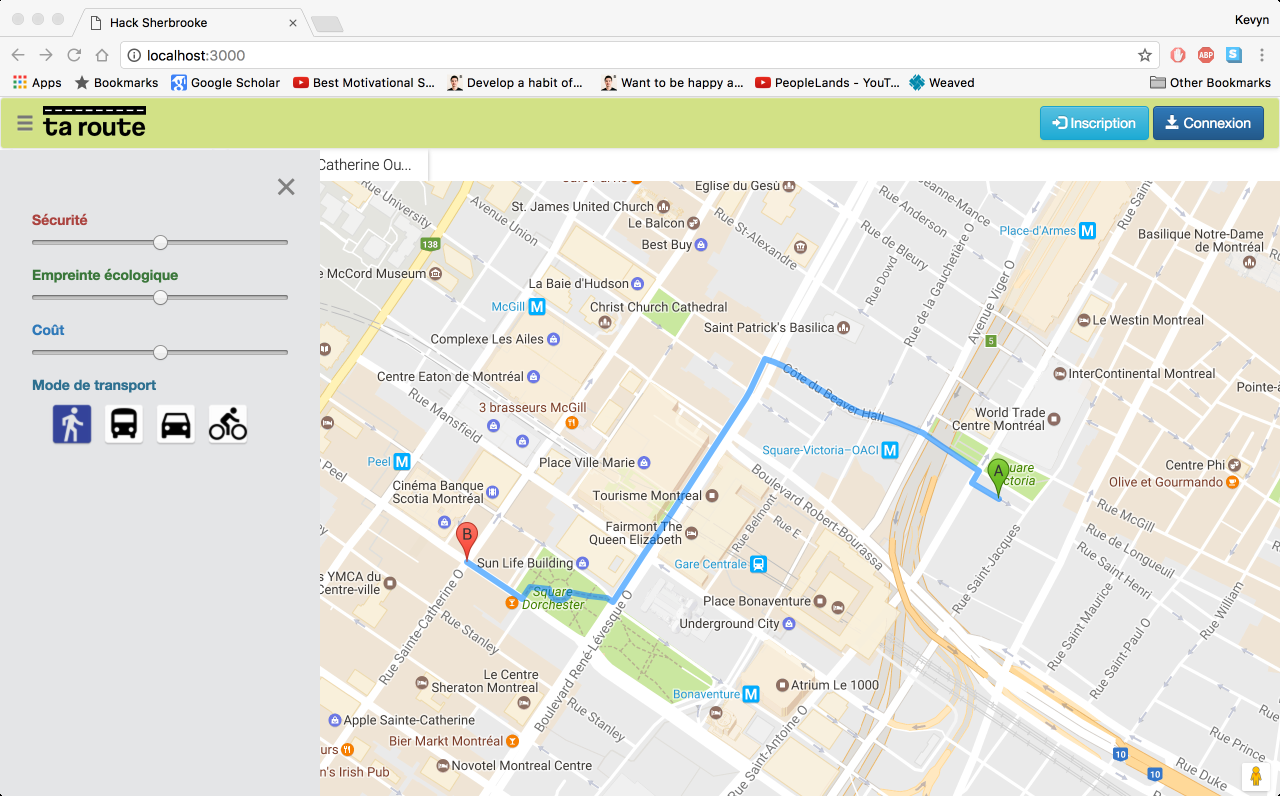 Hack Sherbrooke
Kevyn
localhost:3000
ABP
S
Apps
Bookmarks
Google Scholar
Best Motivational S...
Develop a habit of...
Want to be happy a...
PeopleLands - YouT...
Weaved
Other Bookmarks
ta route
Inscription
Connexion
Catherine Ou...
Sécurité
Empreinte écologique
Coût
Mode de transport
Rue University
Avenue Union
138
Eglise du Gesù
St. James United Church
Le Balcon
Best Buy
Rue St-Alexandre
Rue Anderson
Rue de Bleury
Rue Dowd
Rue de la Gauchetière O
Avenue Viger O
Place-d'Armes
M
Basilique Notre-Dame
de Montréal
e McCord Museum
La Baie d'Hudson
McGill
M
Christ Church Cathedral
Saint Patrick's Basilica
Le Westin Montreal
5
Complexe Les Ailes
Centre Eaton de Montréal
InterContinental Montreal
Pointe-à
Côte du Beaver Hall
Rue Mansfield
3 brasseurs McGill
World Trade
Centre Montréal
Square-Victoria-OACI
M
Peel
M
Rue Peel
Place Ville Marie
A
Centre Phi
Olive et Gourmando
Cinéma Banque
Scotia Montréal
Tourisme Montreal
Boulevard Robert-Bourassa
Rue Belmont
Rue E
Rue McGill
B
Fairmont The
Queen Elizabeth
Gare Centrale
Sun Life Building
Rue de Longueuil
Rue Saint Henri
Rue Saint-Jacques
s YMCA du
Centre-ville
Square
Dorchester
Place Bonaventure
Underground City
Rue William
Rue Saint Maurice
Rue Saint-Paul O
Rue Sainte-Catherine O
Rue Stanley
Boulevard René-Lévesque O
Le Centre
Sheraton Montreal
Bonaventure
M
Atrium Le 1000
Rue Stanley
Apple Sainte-Catherine
Bier Markt Montréal
Rue Saint-Antoine O
Novotel Montreal Centre
n's Irish Pub
10
10
Rue Prince
Rue Duke